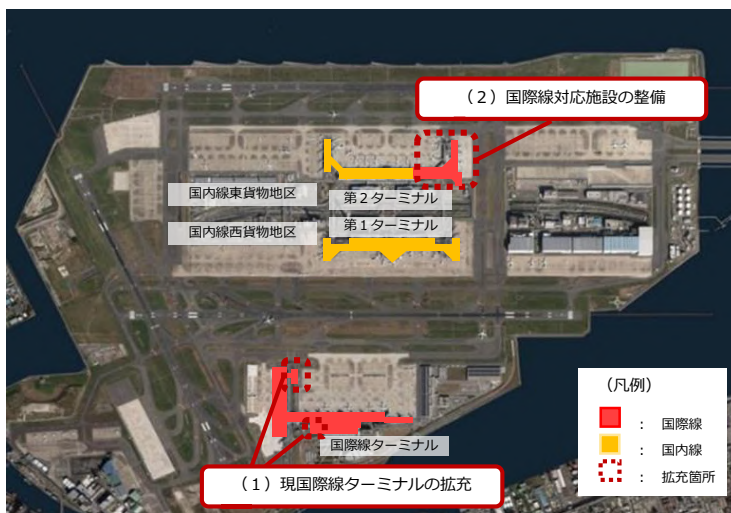 （２）国際線対応施設の整備
国内線東貨物地区
第２ターミナル
国内線西貨物地区
第１ターミナル
（凡例）
： 国際線
： 国内線
： 拡充箇所
国際線ターミナル
（１）現国際線ターミナルの拡充